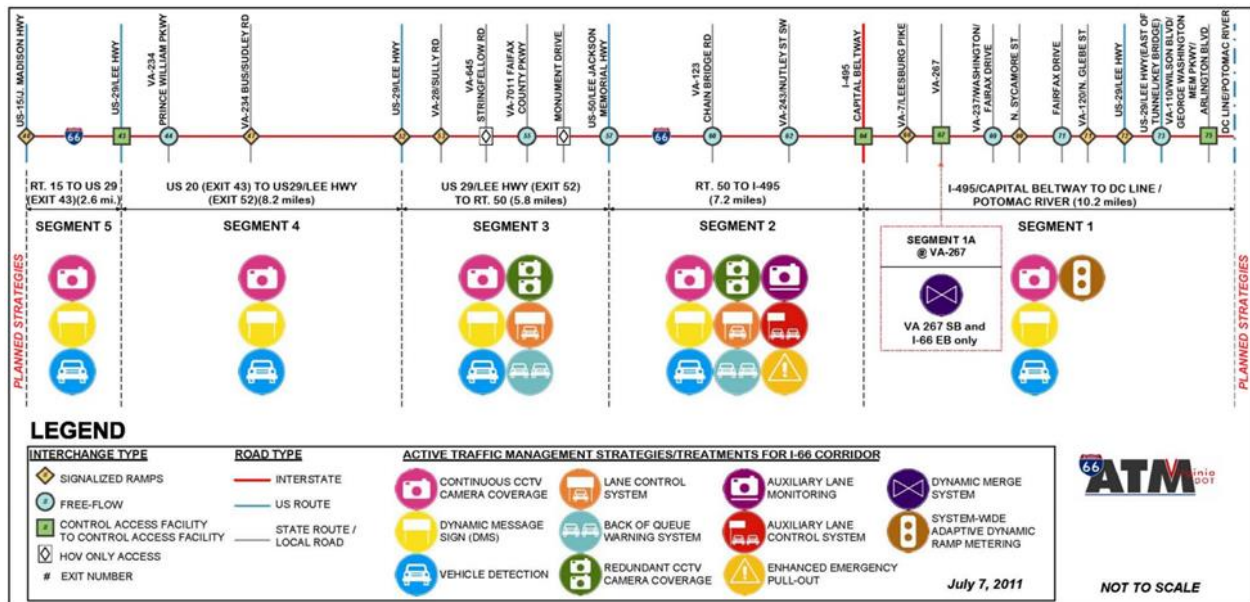 US-15/J. MADISON HWY
US-29/LEE HWY
VA-234
PRINCE WILLIAM PKWY
VA-234 BUS/SUDLEY RD
US-29/LEE HWY
VA-28/SULLY RD
VA-645
STRINGFELLOW RD
VA-7011 FAIRFAX
COUNTY PKWY
MONUMENT DRIVE
US-50/LEE JACKSON
MEMORIAL HWY
VA-123
CHAIN BRIDGE RD
VA-243/NUTLEY ST SW
I-495
CAPITAL BELTWAY
VA-7/LEESBURG PIKE
VA-267
VA-237/WASHINGTON/
FAIRAX DRIVE
N. SYCAMORE ST
FAIRFAX DRIVE
VA-120/N. GLEBE ST
US-29/LEE HWY
US-29/LEE HWY(EAST OF
TUNNEL/KEY BRIDGE)
VA-110/WILSON BLVD/
GEORGE WASHINGTON
MEM PKWY/
ARLINGTON BLVD
DC LINE/POTOMAC RIVER
40 66 43 44 47 52 53 55 57 66 60 62 64 66 67 69 71 72 73 75
RT. 15 TO US 29
(EXIT 43)(2.6 mi.)
US 20 (EXIT 43) TO US29/LEE HWY
(EXIT 52)(8.2 miles)
US 29/LEE HWY (EXIT 52)
TO RT. 50 (5.8 miles)
RT. 50 TO I-495
(7.2 miles)
I-495/CAPITAL BELTWAY TO DC LINE /
POTOMAC RIVER (10.2 miles)
SEGMENT 5
SEGMENT 4
SEGMENT 3
SEGMENT 2
SEGMENT 1
SEGMENT 1A
@ VA-267
VA 267 SB and
I-66 EB only
PLANNED STRATEGIES
PLANNED STRATEGIES
LEGEND
INTERCHANGE TYPE
# SIGNALIZED RAMPS
# FREE-FLOW
# CONTROL ACCESS FACILITY
TO CONTROL ACCESS FACILITY
HOV ONLY ACCESS
# EXIT NUMBER
ROAD TYPE
INTERSTATE
US ROUTE
STATE ROUTE /
LOCAL ROAD
ACTIVE TRAFFIC MANAGEMENT STRATEGIES/TREATMENTS FOR I-66 CORRIDOR
CONTINUOUS CCTV
CAMERA COVERAGE
DYNAMIC MESSAGE
SIGN (DMS)
VEHICLE DETECTION
LANE CONTROL
SYSTEM
BACK OF QUEUE
WARNING SYSTEM
REDUNDANT CCTV
CAMERA COVERAGE
AUXILIARY LANE
MONITORING
AUXILIARY LANE
CONTROL SYSTEM
ENHANCED EMERGENCY
PULL-OUT
DYNAMIC MERGE
SYSTEM
SYSTEM-WIDE
ADAPTIVE DYNAMIC
RAMP METERING
July 7, 2011
66
ATM
NOT TO SCALE